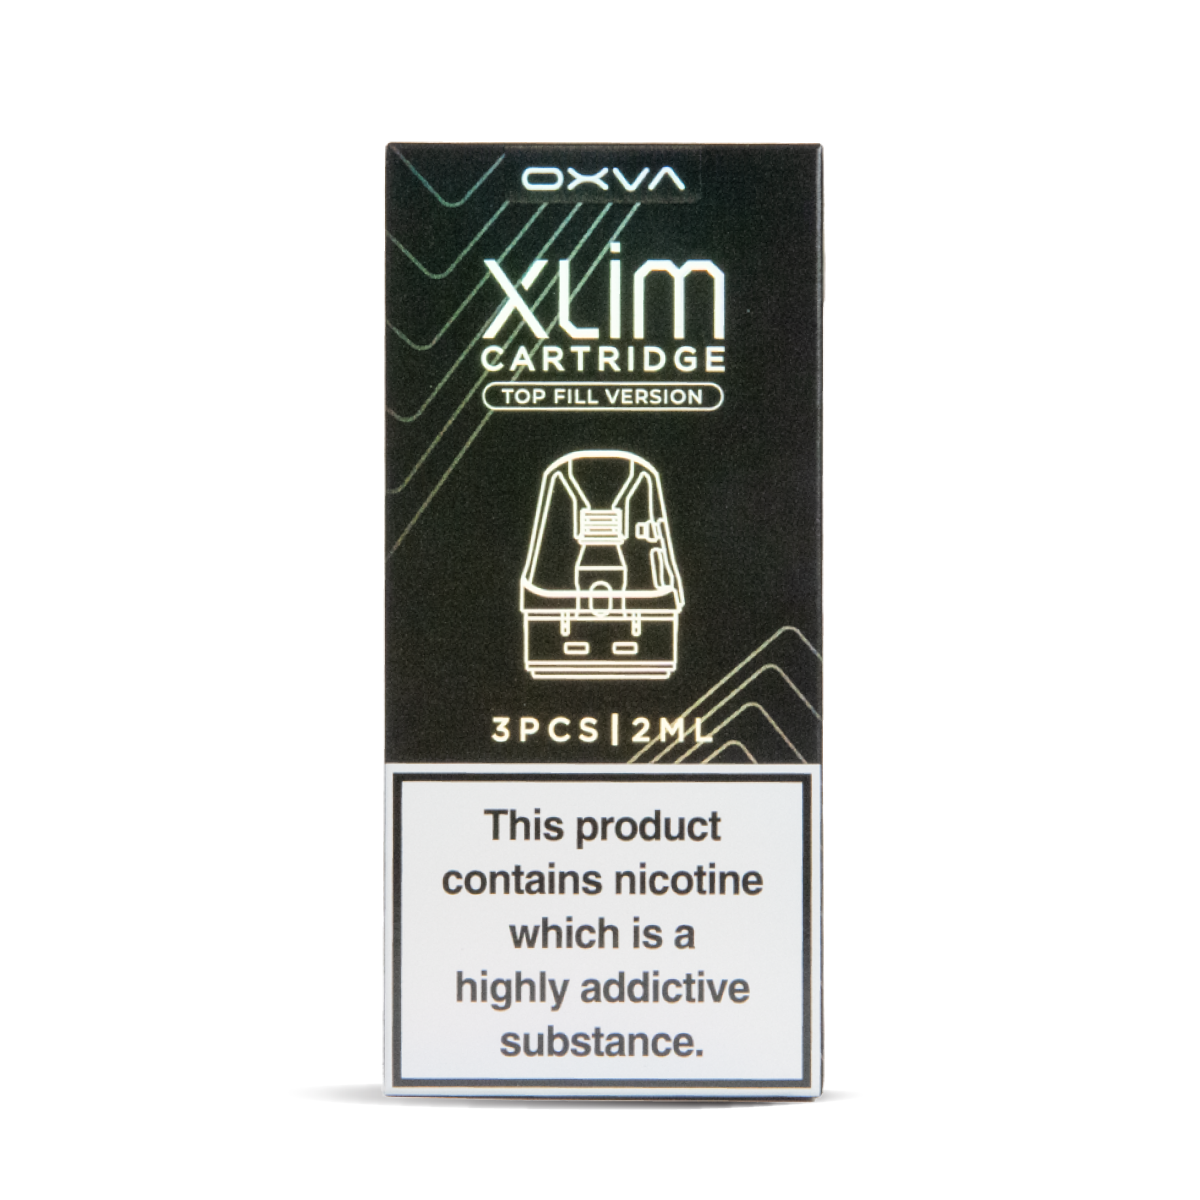 OXVA
XLiM
CARTRIDGE
TOP FILL VERSION
3PCS|2ML
This product
contains nicotine
which is a
highly addictive
substance.